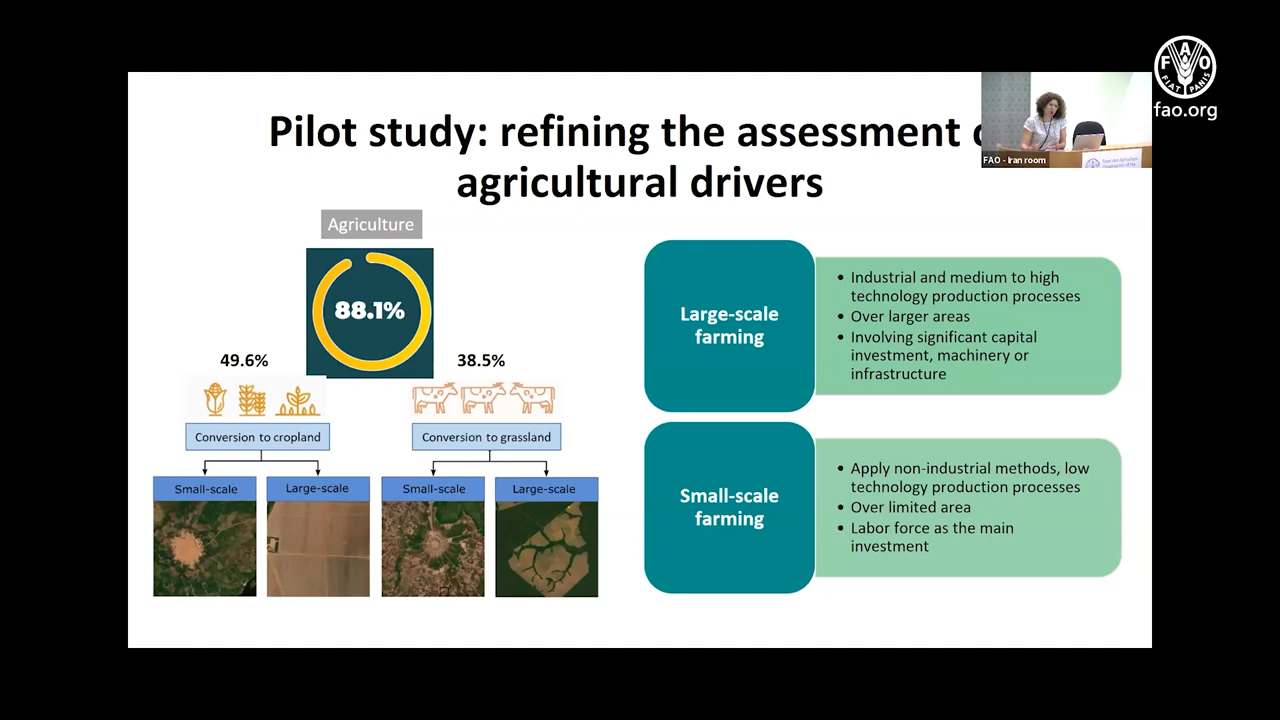 Pilot study: refining the assessment
agricultural drivers
FAO
FIAT PANIS
fao.org
FAO - Iran room
Agriculture
88.1%
49.6%
38.5%
Conversion to cropland
Conversion to grassland
Small-scale
Large-scale
Small-scale
Large-scale
Large-scale
farming
• Industrial and medium to high
technology production processes
• Over larger areas
• Involving significant capital
investment, machinery or
infrastructure
Small-scale
farming
• Apply non-industrial methods, low
technology production processes
• Over limited area
• Labor force as the main
investment